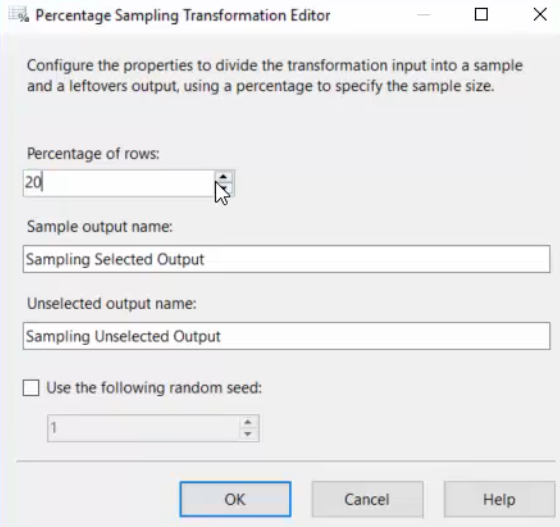 Percentage Sampling Transformation Editor
Configure the properties to divide the transformation input into a sample
and a leftovers output, using a percentage to specify the sample size.
Percentage of rows:
20
Sample output name:
Sampling Selected Output
Unselected output name:
Sampling Unselected Output
Use the following random seed:
1
OK Cancel Help